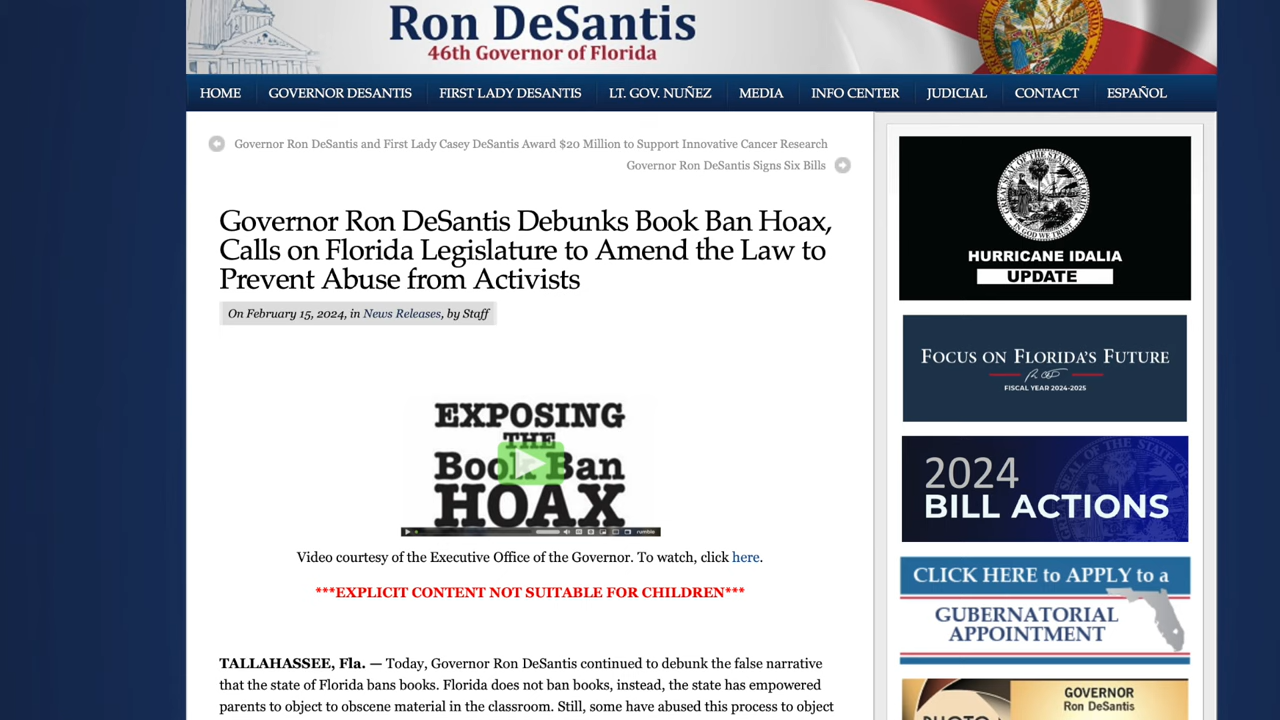 Ron DeSantis
46th Governor of Florida
HOME GOVERNOR DESANTIS FIRST LADY DESANTIS LT. GOV. NUÑEZ MEDIA INFO CENTER JUDICIAL CONTACT ESPAÑOL
Governor Ron DeSantis and First Lady Casey DeSantis Award $20 Million to Support Innovative Cancer Research
Governor Ron DeSantis Signs Six Bills
Governor Ron DeSantis Debunks Book Ban Hoax,
Calls on Florida Legislature to Amend the Law to
Prevent Abuse from Activists
On February 15, 2024, in News Releases, by Staff
EXPOSING
THE
Book Ban
HOAX
rumble
Video courtesy of the Executive Office of the Governor. To watch, click here.
***EXPLICIT CONTENT NOT SUITABLE FOR CHILDREN***
TALLAHASSEE, Fla. — Today, Governor Ron DeSantis continued to debunk the false narrative
that the state of Florida bans books. Florida does not ban books, instead, the state has empowered
parents to object to obscene material in the classroom. Still, some have abused this process to object
HURRICANE IDALIA
UPDATE
FOCUS ON FLORIDA'S FUTURE
FISCAL YEAR 2024-2025
2024
BILL ACTIONS
CLICK HERE to APPLY to a
GUBERNATORIAL
APPOINTMENT
GOVERNOR
Ron DeSantis
PHOTO